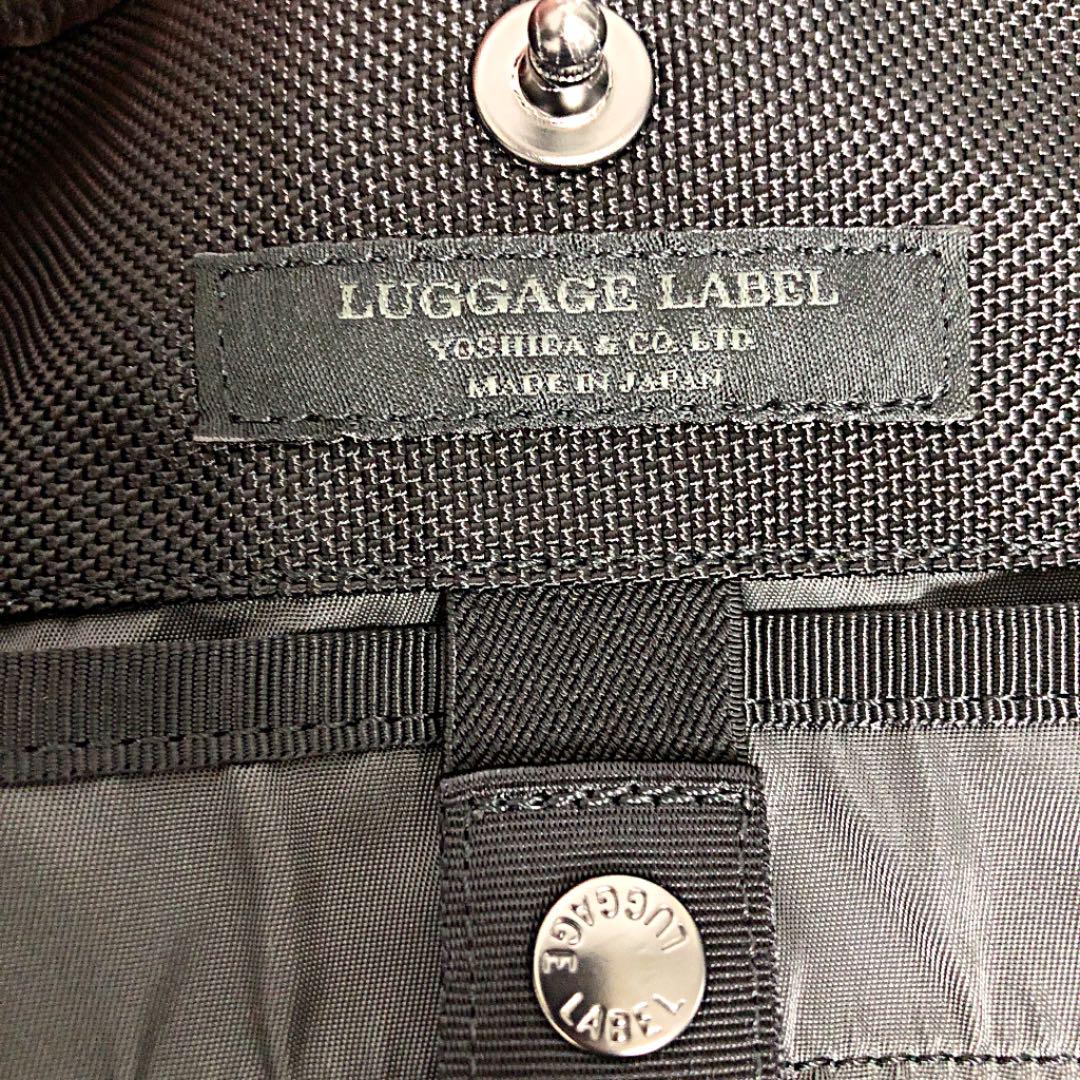 LUGGAGE LABEL
YOSHIDA & CO., LTD.
MADE IN JAPAN
LUGGAGE LABEL